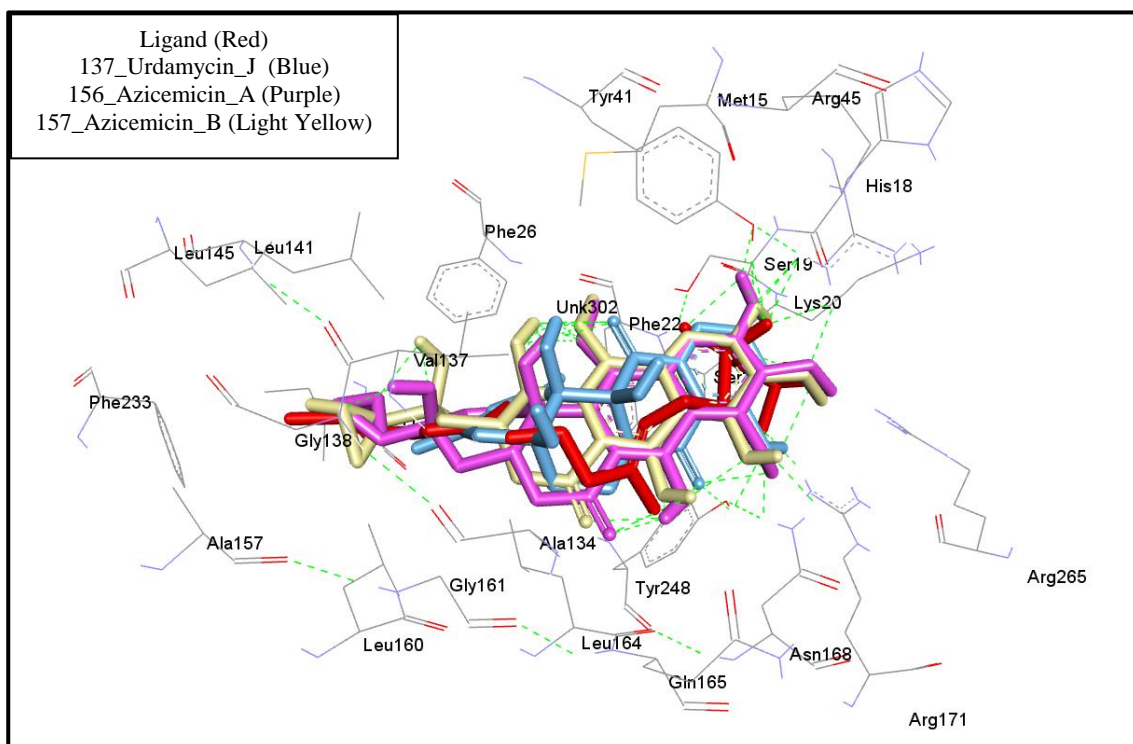 Ligand (Red)
137_Urdamycin_J (Blue)
156_Azicemicin_A (Purple)
157_Azicemicin_B (Light Yellow)
Tyr41
Met15
Arg45
His18
Phe26
Leu145
Leu141
Ser19
Lys20
Unk302
Phe22
Val137
Phe233
Gly138
Ala157
Ala134
Gly161
Tyr248
Arg265
Leu160
Leu164
Asn168
Gln165
Arg171